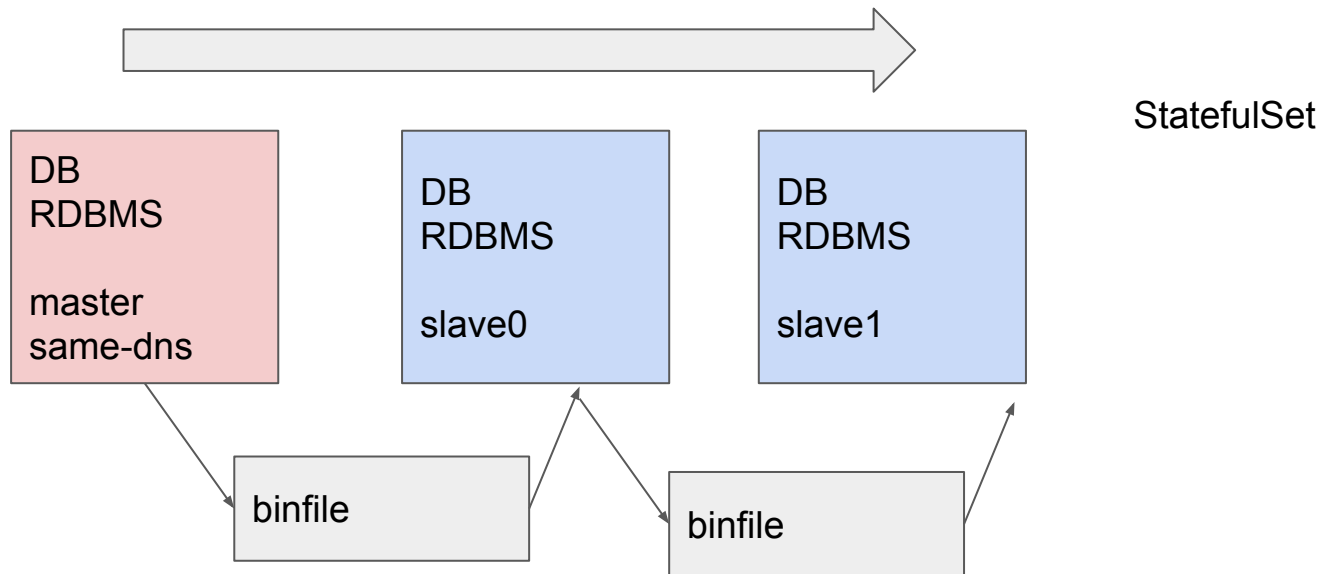 StatefulSet
DB
RDBMS
master
same-dns
DB
RDBMS
slave0
DB
RDBMS
slave1
binfile
binfile